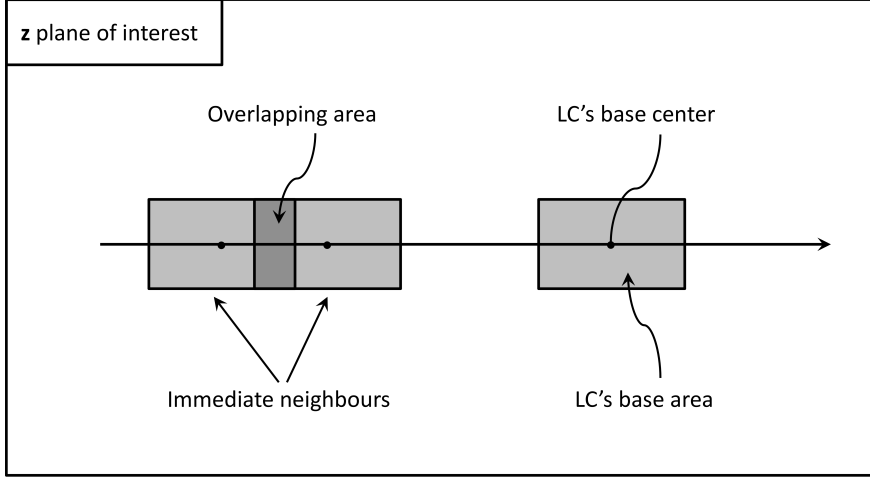 z plane of interest
Overlapping area
LC’s base center
Immediate neighbours
LC’s base area